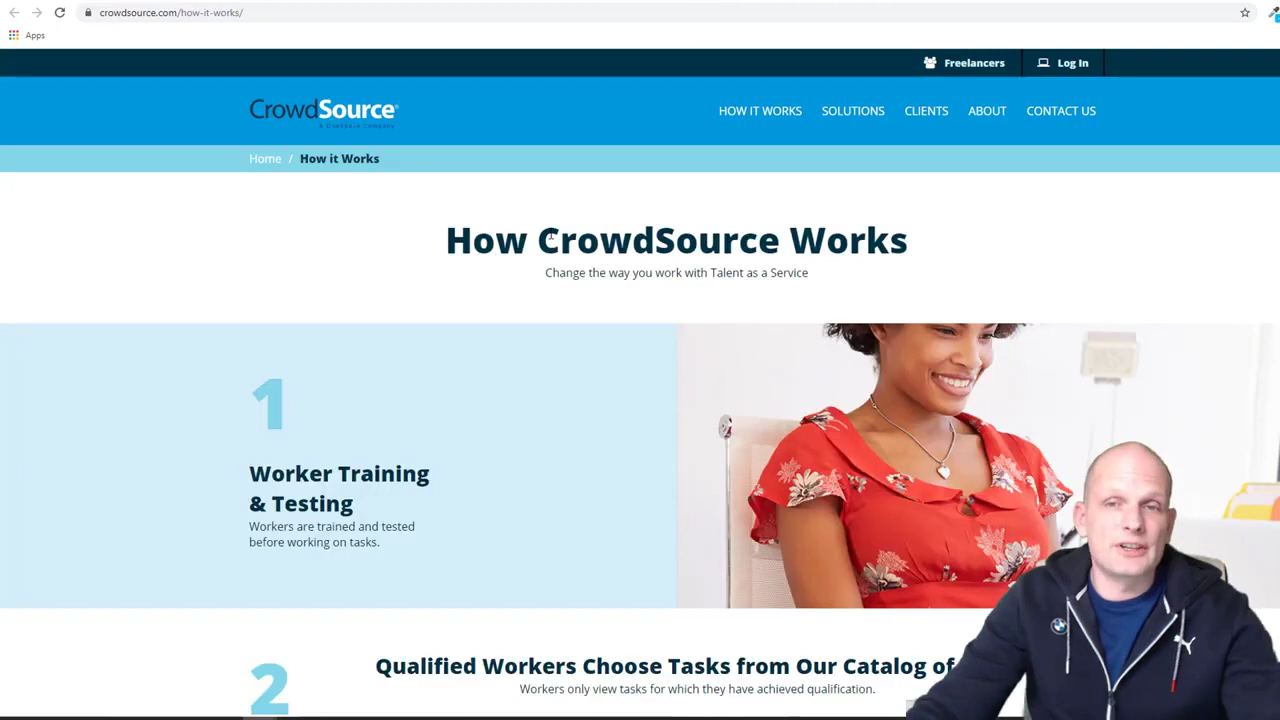 crowdsource.com/how-it-works/
Apps
Freelancers
Log In
CrowdSource®
HOW IT WORKS
SOLUTIONS
CLIENTS
ABOUT
CONTACT US
Home / How it Works
How CrowdSource Works
Change the way you work with Talent as a Service
1
Worker Training
& Testing
Workers are trained and tested
before working on tasks.
2
Qualified Workers Choose Tasks from Our Catalog of
Workers only view tasks for which they have achieved qualification.